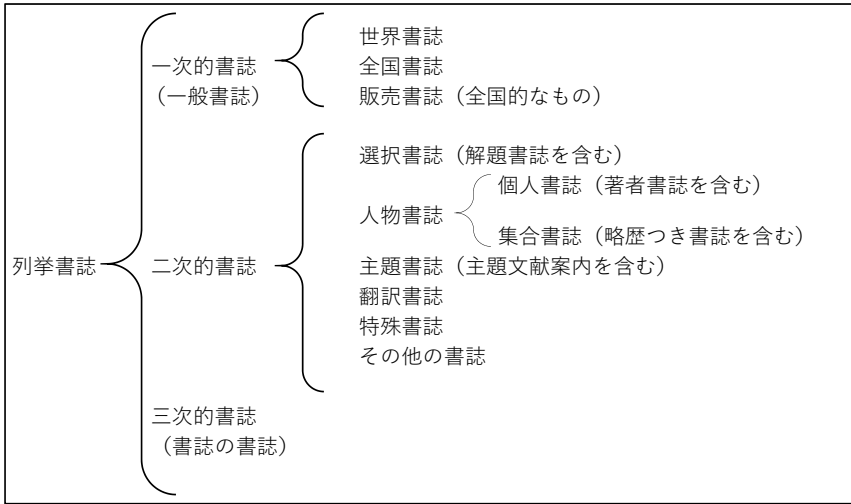 世界書誌
一次的書誌
全国書誌
（一般書誌）
販売書誌（全国的なもの）
選択書誌（解題書誌を含む）
個人書誌（著者書誌を含む）
人物書誌
集合書誌（略歴つき書誌を含む）
列挙書誌
二次的書誌
主題書誌（主題文献案内を含む）
翻訳書誌
特殊書誌
その他の書誌
三次的書誌
（書誌の書誌）